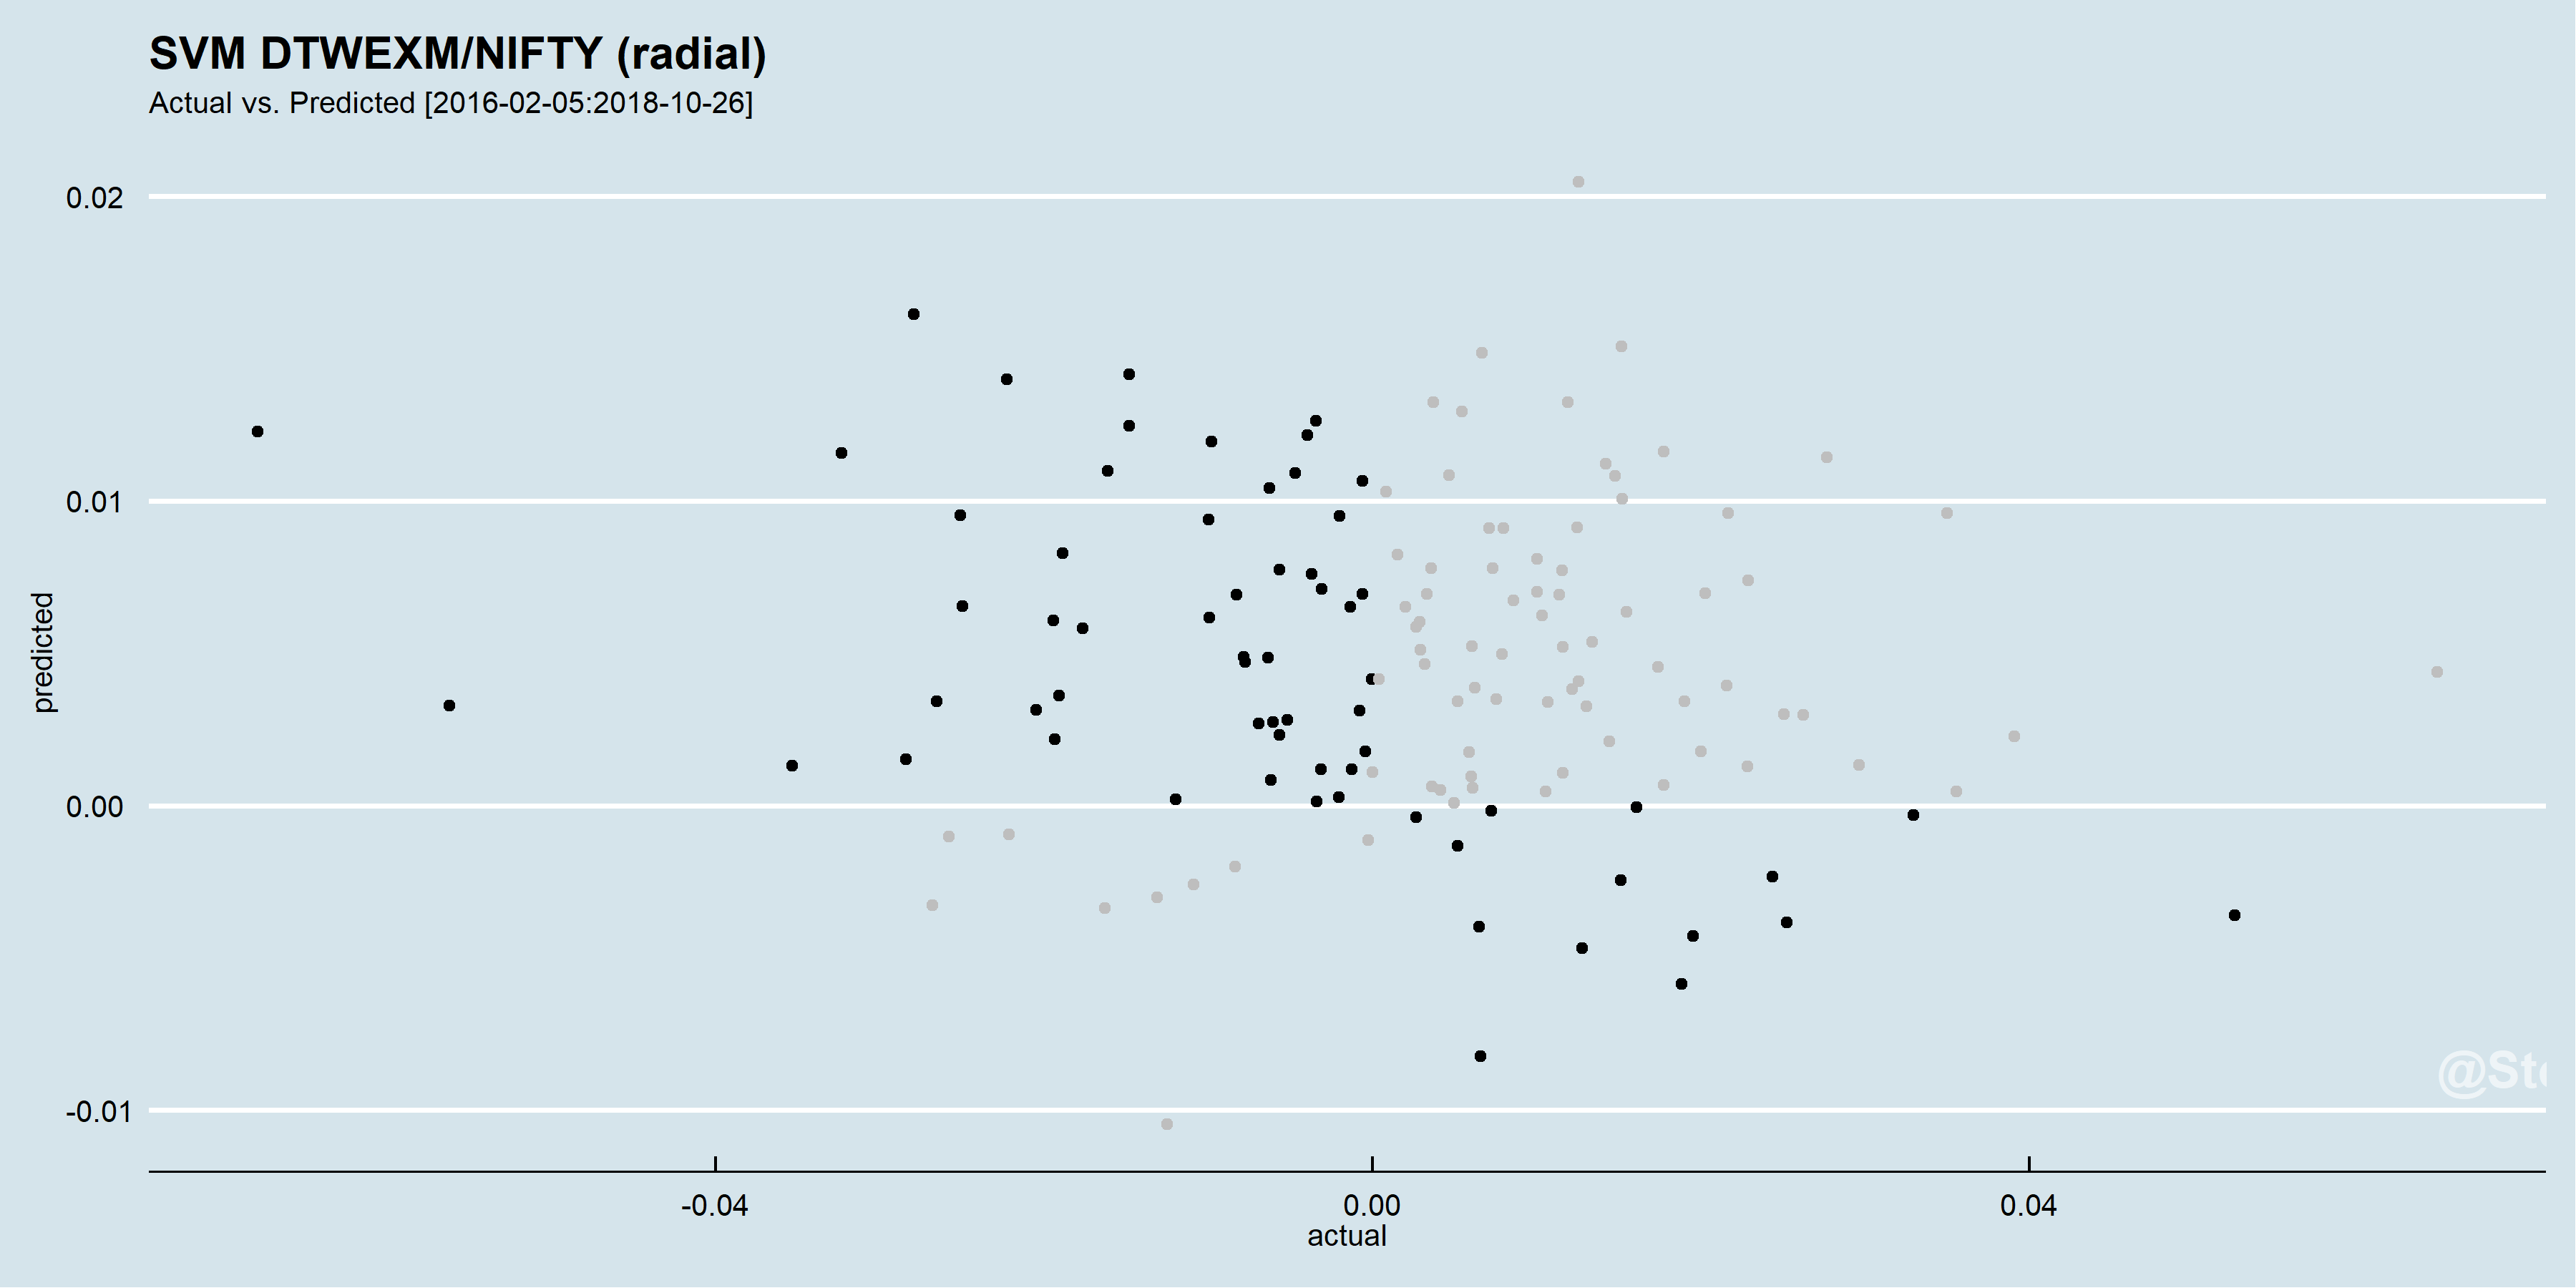 SVM DTWEXM/NIFTY (radial)
Actual vs. Predicted [2016-02-05:2018-10-26]
0.02
0.01
0.00
-0.01
predicted
-0.04
0.00
0.04
actual